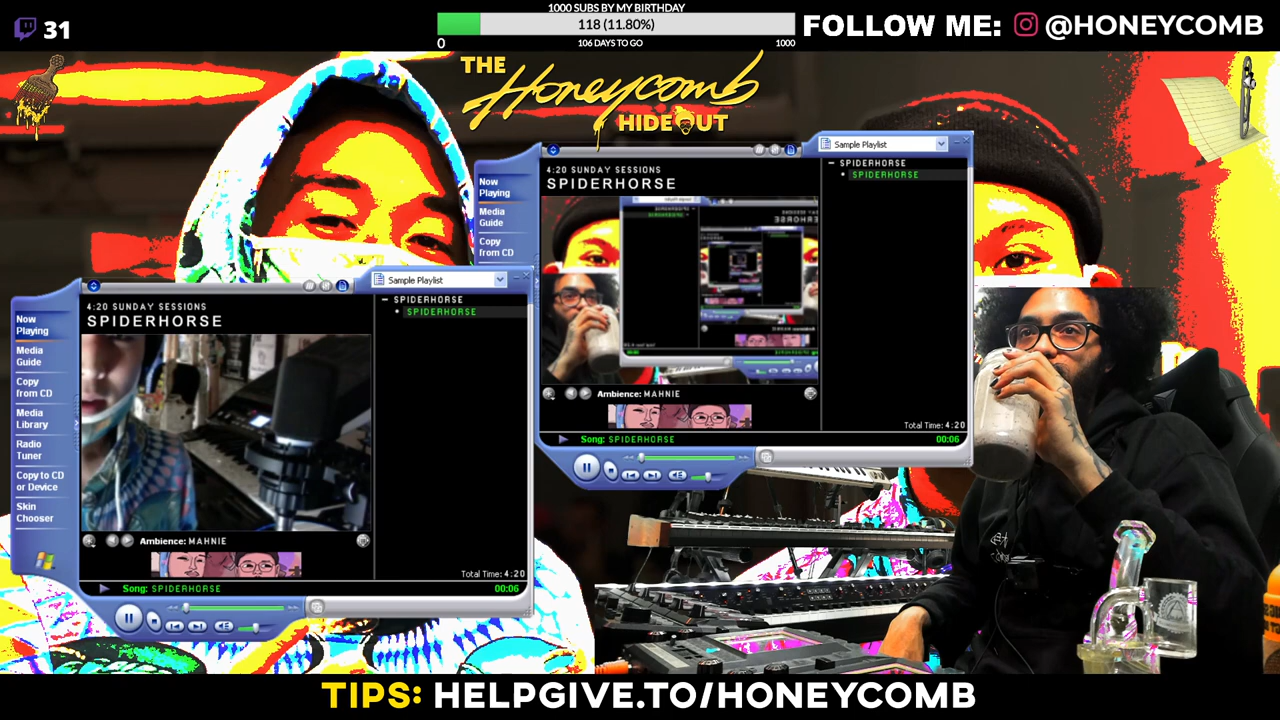 31
1000 SUBS BY MY BIRTHDAY
118 (11.80%)
0
106 DAYS TO GO
1000
FOLLOW ME: @HONEYCOMB
THE
Honeycomb
HIDEOUT
Sample Playlist
4:20 SUNDAY SESSIONS
SPIDERHORSE
SPIDERHORSE
SPIDERHORSE
Now
Playing
Media
Guide
Copy
from CD
Ambience: MAHNIE
Total Time: 4:20
Song: SPIDERHORSE
00:06
Sample Playlist
4:20 SUNDAY SESSIONS
SPIDERHORSE
SPIDERHORSE
SPIDERHORSE
Now
Playing
Media
Guide
Copy
from CD
Media
Library
Radio
Tuner
Copy to CD
or Device
Skin
Chooser
Ambience: MAHNIE
Total Time: 4:20
Song: SPIDERHORSE
00:06
TIPS: HELPGIVE.TO/HONEYCOMB